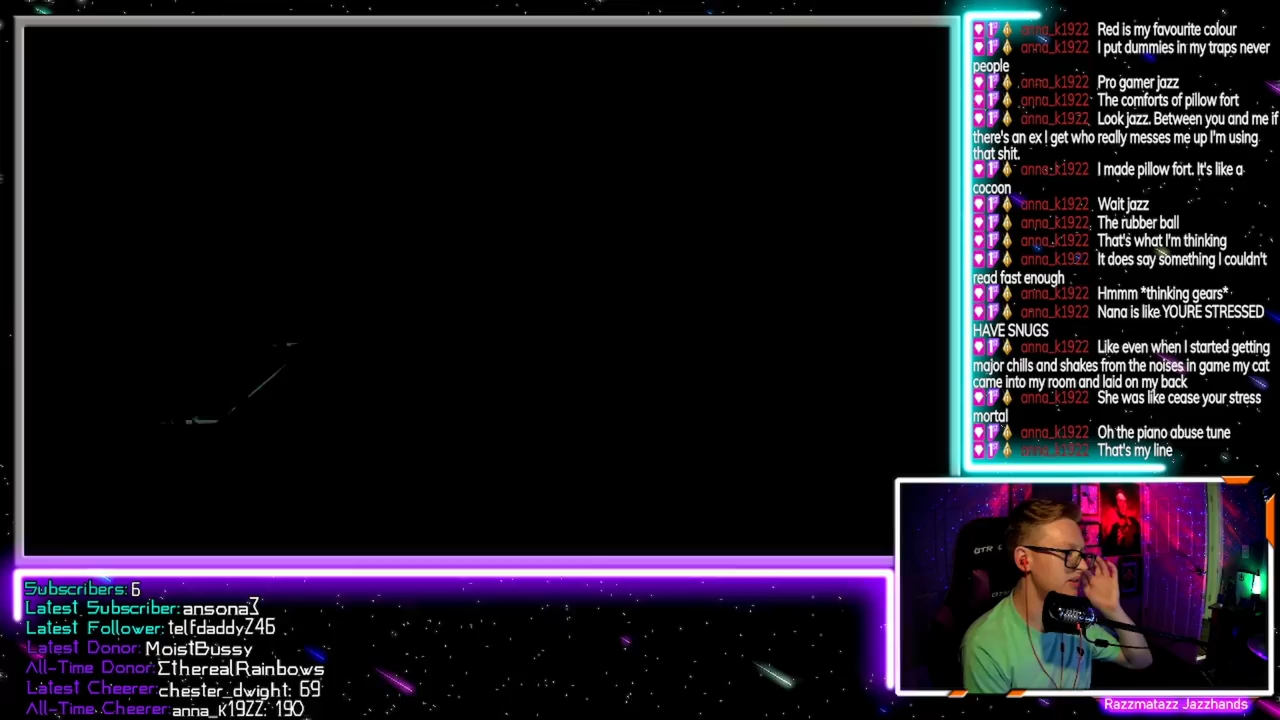 anna_k1922 Red is my favourite colour
anna_k1922 I put dummies in my traps never
people
anna_k1922 Pro gamer jazz
anna_k1922 The comforts of pillow fort
anna_k1922 Look jazz. Between you and me if
there's an ex I get who really messes me up I'm using
that shit.
anna_k1922 I made pillow fort. It's like a
cocoon
anna_k1922 Wait jazz
anna_k1922 The rubber ball
anna_k1922 That's what I'm thinking
anna_k1922 It does say something I couldn't
read fast enough
anna_k1922 Hmmm *thinking gears*
anna_k1922 Nana is like YOURE STRESSED
HAVE SNUGS
anna_k1922 Like even when I started getting
major chills and shakes from the noises in game my cat
came into my room and laid on my back
anna_k1922 She was like cease your stress
mortal
anna_k1922 Oh the piano abuse tune
anna_k1922 That's my line
Subscribers: 6
Latest Subscriber: ansona3
Latest Follower: telfdaddy246
Latest Donor: MoistBussy
All-Time Donor: EtherealRainbows
Latest Cheerer: chester_dwight: 69
All-Time Cheerer: anna_k1922: 190
Razzmatazz Jazzhands